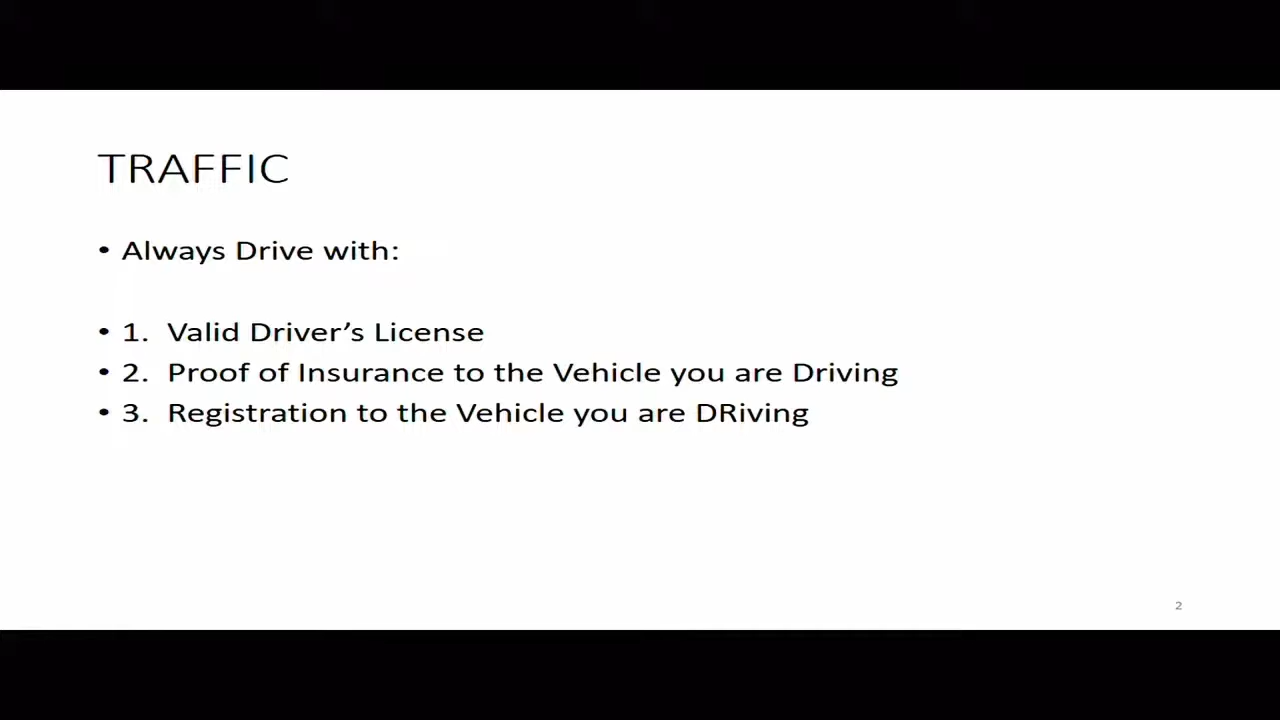 TRAFFIC
• Always Drive with:
• 1. Valid Driver’s License
• 2. Proof of Insurance to the Vehicle you are Driving
• 3. Registration to the Vehicle you are DRiving
2